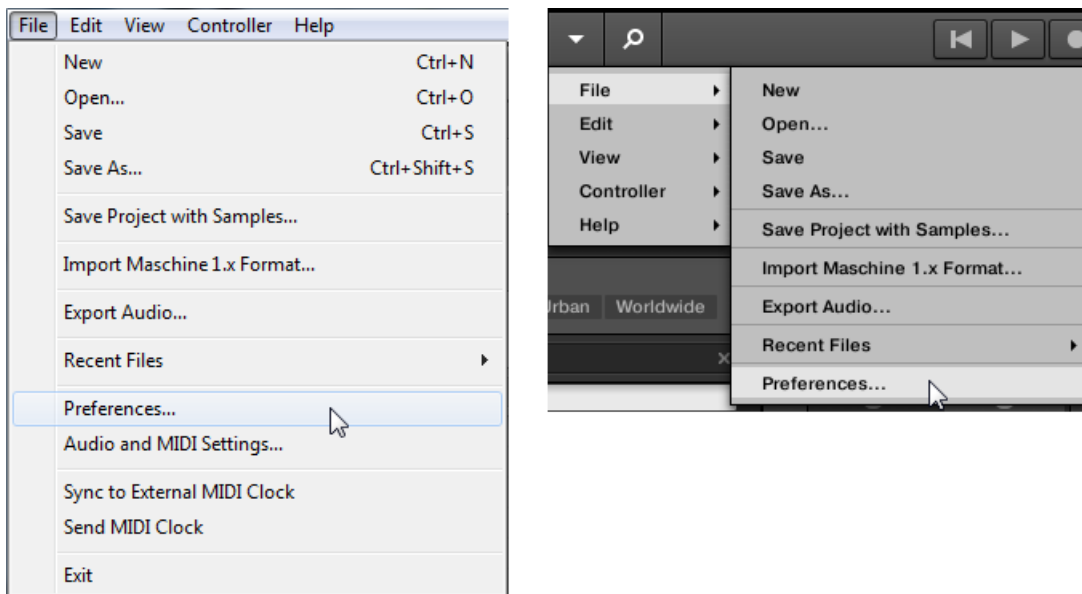 File Edit View Controller Help
New Ctrl+N
Open... Ctrl+O
Save Ctrl+S
Save As... Ctrl+Shift+S
Save Project with Samples...
Import Maschine 1.x Format...
Export Audio...
Recent Files
Preferences...
Audio and MIDI Settings...
Sync to External MIDI Clock
Send MIDI Clock
Exit
File
Edit
View
Controller
Help
New
Open...
Save
Save As...
Save Project with Samples...
Import Maschine 1.x Format...
Export Audio...
Recent Files
Preferences...
Worldwide